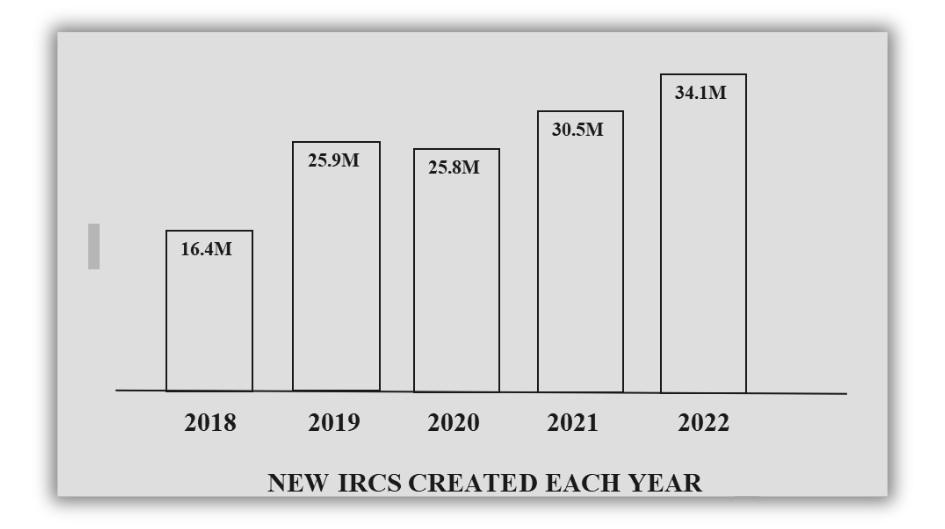 34.1M
30.5M
25.9M
25.8M
16.4M
2018 2019 2020 2021 2022
NEW IRCS CREATED EACH YEAR